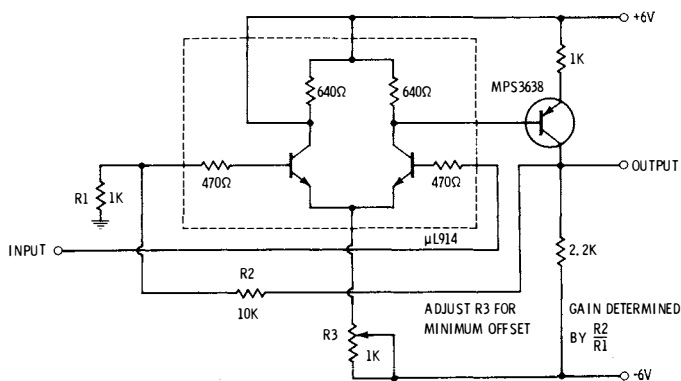 +6V
1K
MPS3638
640Ω
640Ω
470Ω
470Ω
OUTPUT
R1
1K
μL914
INPUT
2.2K
R2
10K
ADJUST R3 FOR
MINIMUM OFFSET
GAIN DETERMINED
BY R2
R1
R3
1K
-6V